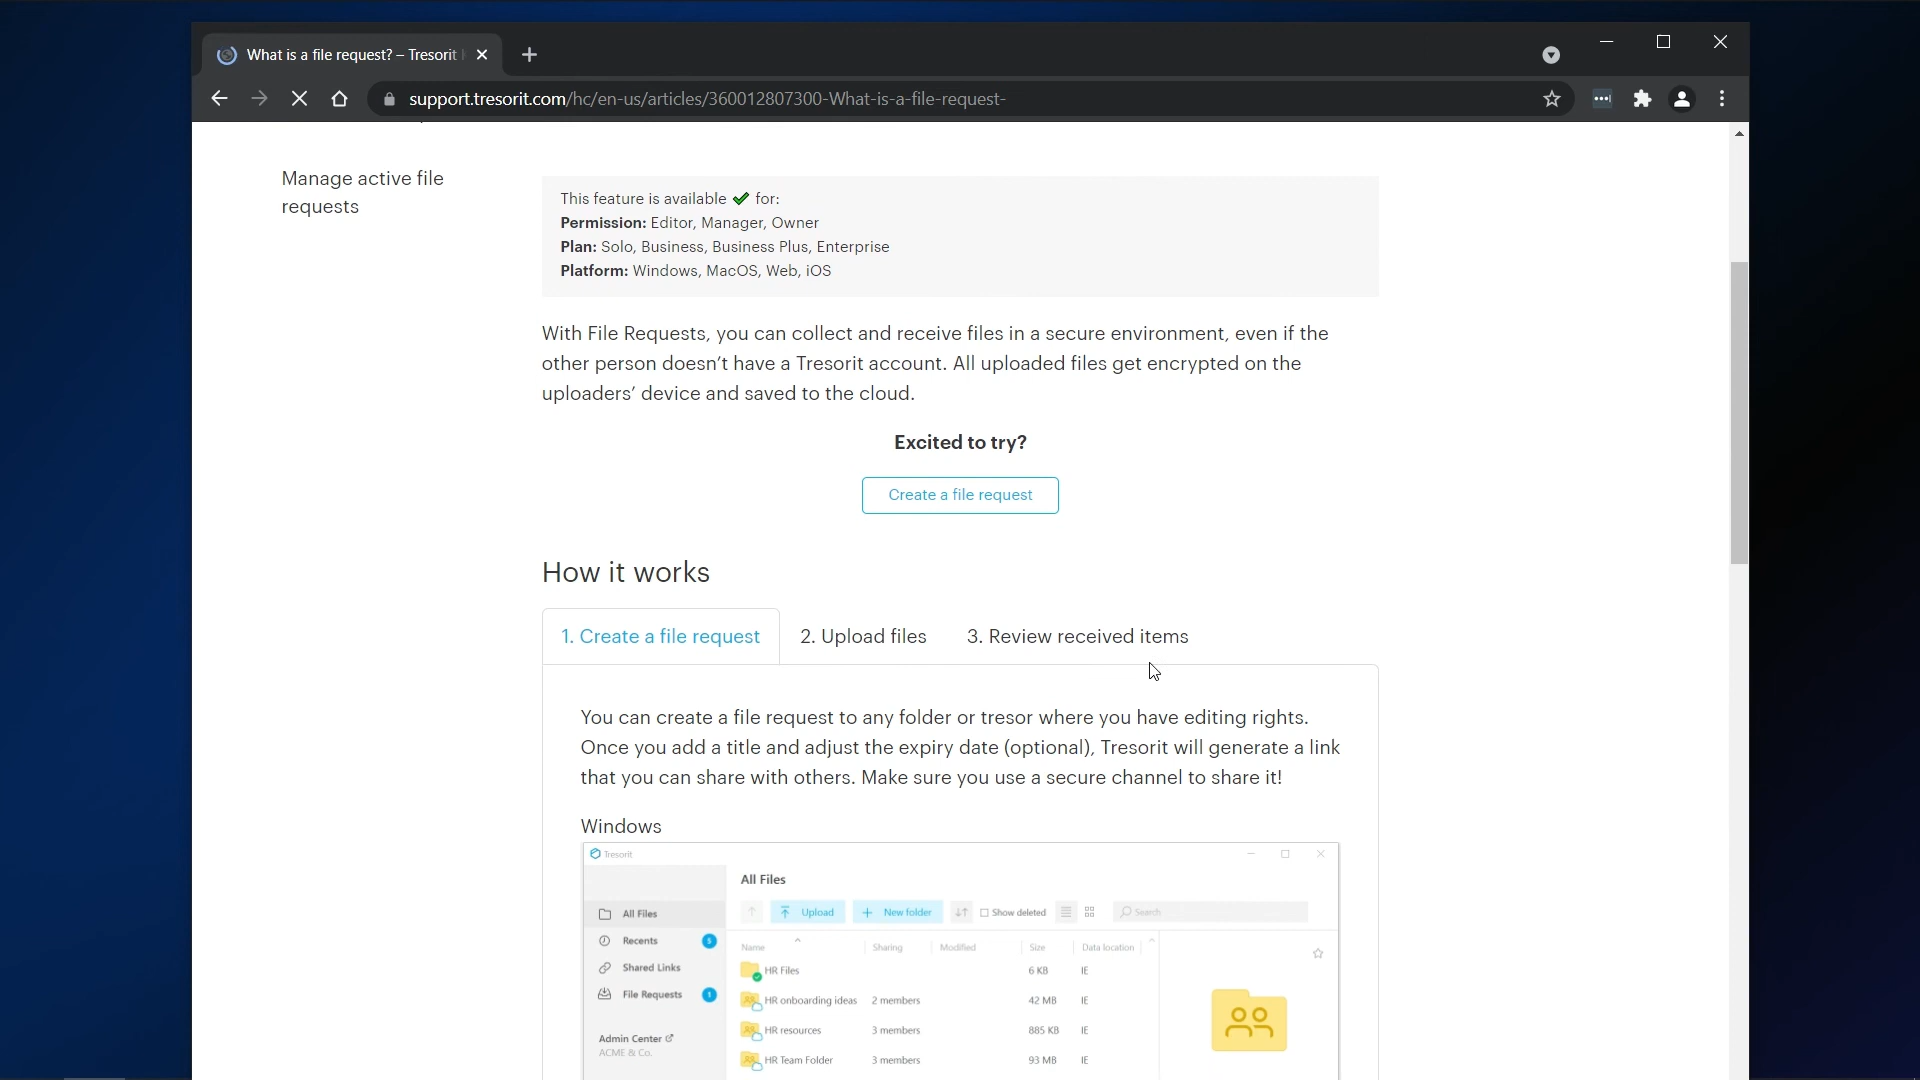 What is a file request? – Tresorit
support.tresorit.com/hc/en-us/articles/360012807300-What-is-a-file-request-
Manage active file
requests
This feature is available ✔ for:
Permission: Editor, Manager, Owner
Plan: Solo, Business, Business Plus, Enterprise
Platform: Windows, MacOS, Web, iOS
With File Requests, you can collect and receive files in a secure environment, even if the
other person doesn’t have a Tresorit account. All uploaded files get encrypted on the
uploaders’ device and saved to the cloud.
Excited to try?
Create a file request
How it works
1. Create a file request 2. Upload files 3. Review received items
You can create a file request to any folder or tresor where you have editing rights.
Once you add a title and adjust the expiry date (optional), Tresorit will generate a link
that you can share with others. Make sure you use a secure channel to share it!
Windows
Tresorit
All Files
All Files Upload New folder Show deleted Search
Recents 5
Name Sharing Modified Size Data location
Shared Links
HR Files 6 KB IE
File Requests 1
HR onboarding ideas 2 members 42 MB IE
HR resources 3 members 885 KB IE
Admin Center
ACME & Co.
HR Team Folder 3 members 93 MB IE